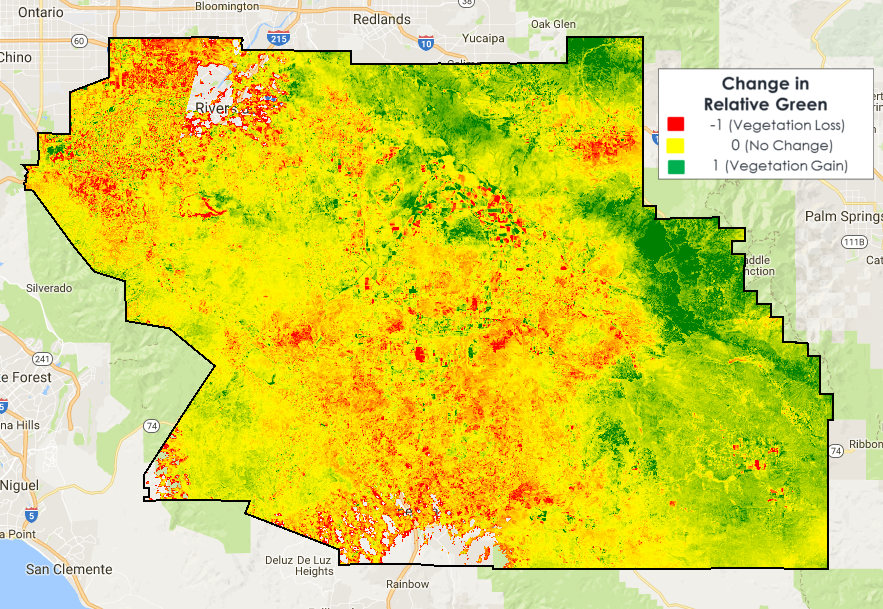 Ontario
Bloomington
38
Redlands
Oak Glen
60
215
10
Yucaipa
Chino
Change in
Relative Green
-1 (Vegetation Loss)
0 (No Change)
1 (Vegetation Gain)
Rivers
Palm Springs
111B
Cat
Silverado
241
e Forest
5
na Hills
74
74
Ribbon
Niguel
5
a Point
San Clemente
Deluz De Luz
Heights
Rainbow